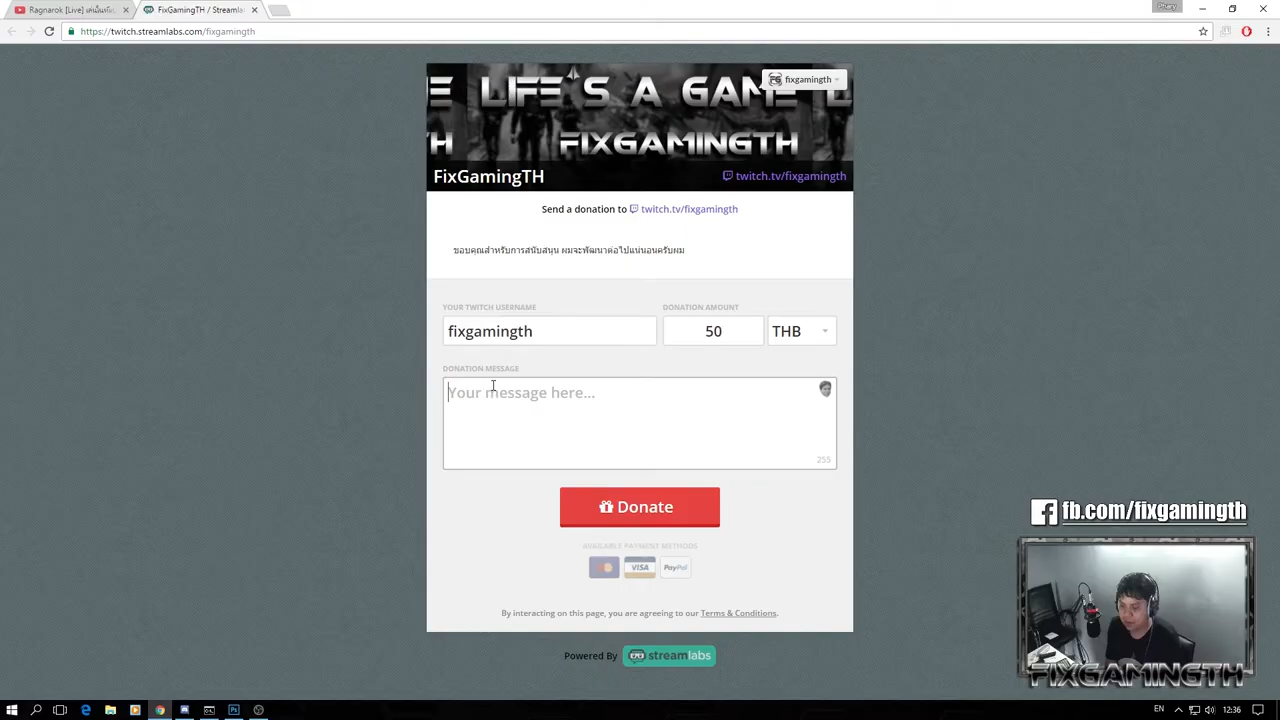 Ragnarok [Live]
FixGamingTH / Streamla
Phary
https://twitch.streamlabs.com/fixgamingth
LIFE'S A GAME
FIXGAMINGTH
fixgamingth
FixGamingTH
twitch.tv/fixgamingth
Send a donation to twitch.tv/fixgamingth
ขอบคุณสำหรับการสนับสนุน ผมจะพัฒนาต่อไปแน่นอนครับผม
YOUR TWITCH USERNAME
DONATION AMOUNT
fixgamingth
50
THB
DONATION MESSAGE
Your message here...
255
Donate
AVAILABLE PAYMENT METHODS
VISA
PayPal
By interacting on this page, you are agreeing to our Terms & Conditions.
Powered By streamlabs
fb.com/fixgamingth
FIXGAMINGTH
EN
12:36